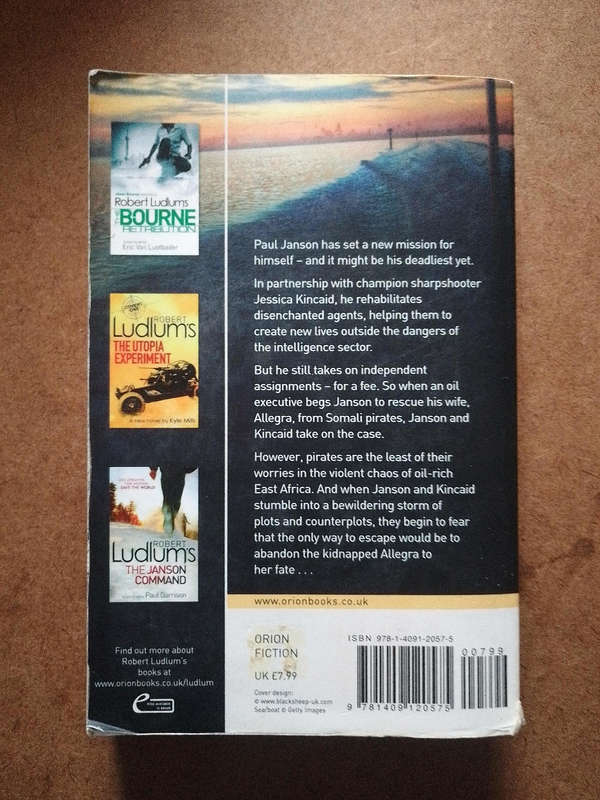 Robert Ludlum's
THE BOURNE
RETRIBUTION
Eric Van Lustbader
ROBERT
Ludlum's
THE UTOPIA
EXPERIMENT
A new novel by Kyle Mills
SAVE THE WORLD
ROBERT
Ludlum's
THE JANSON
COMMAND
Paul Garrison
Find out more about
Robert Ludlum's
books at
www.orionbooks.co.uk/ludlum
Paul Janson has set a new mission for
himself – and it might be his deadliest yet.
In partnership with champion sharpshooter
Jessica Kincaid, he rehabilitates
disenchanted agents, helping them to
create new lives outside the dangers of
the intelligence sector.
But he still takes on independent
assignments – for a fee. So when an oil
executive begs Janson to rescue his wife,
Allegra, from Somali pirates, Janson and
Kincaid take on the case.
However, pirates are the least of their
worries in the violent chaos of oil-rich
East Africa. And when Janson and Kincaid
stumble into a bewildering storm of
plots and counterplots, they begin to fear
that the only way to escape would be to
abandon the kidnapped Allegra to
her fate . . .
www.orionbooks.co.uk
ORION
FICTION
UK £7.99
Cover design:
© www.blacksheep-uk.com
Sea/boat © Getty Images
ISBN 978-1-4091-2057-5
00799
9 781409 120575